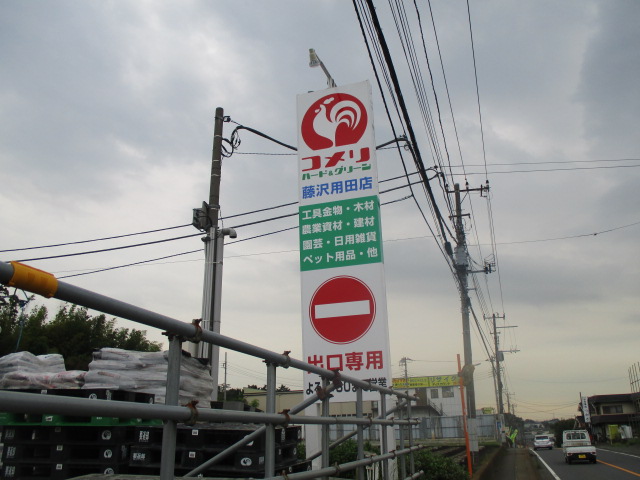 コメリ
ハード&グリーン
藤沢用田店
工具金物・木材
農業資材・建材
園芸・日用雑貨
ペット用品・他
出口専用
営業